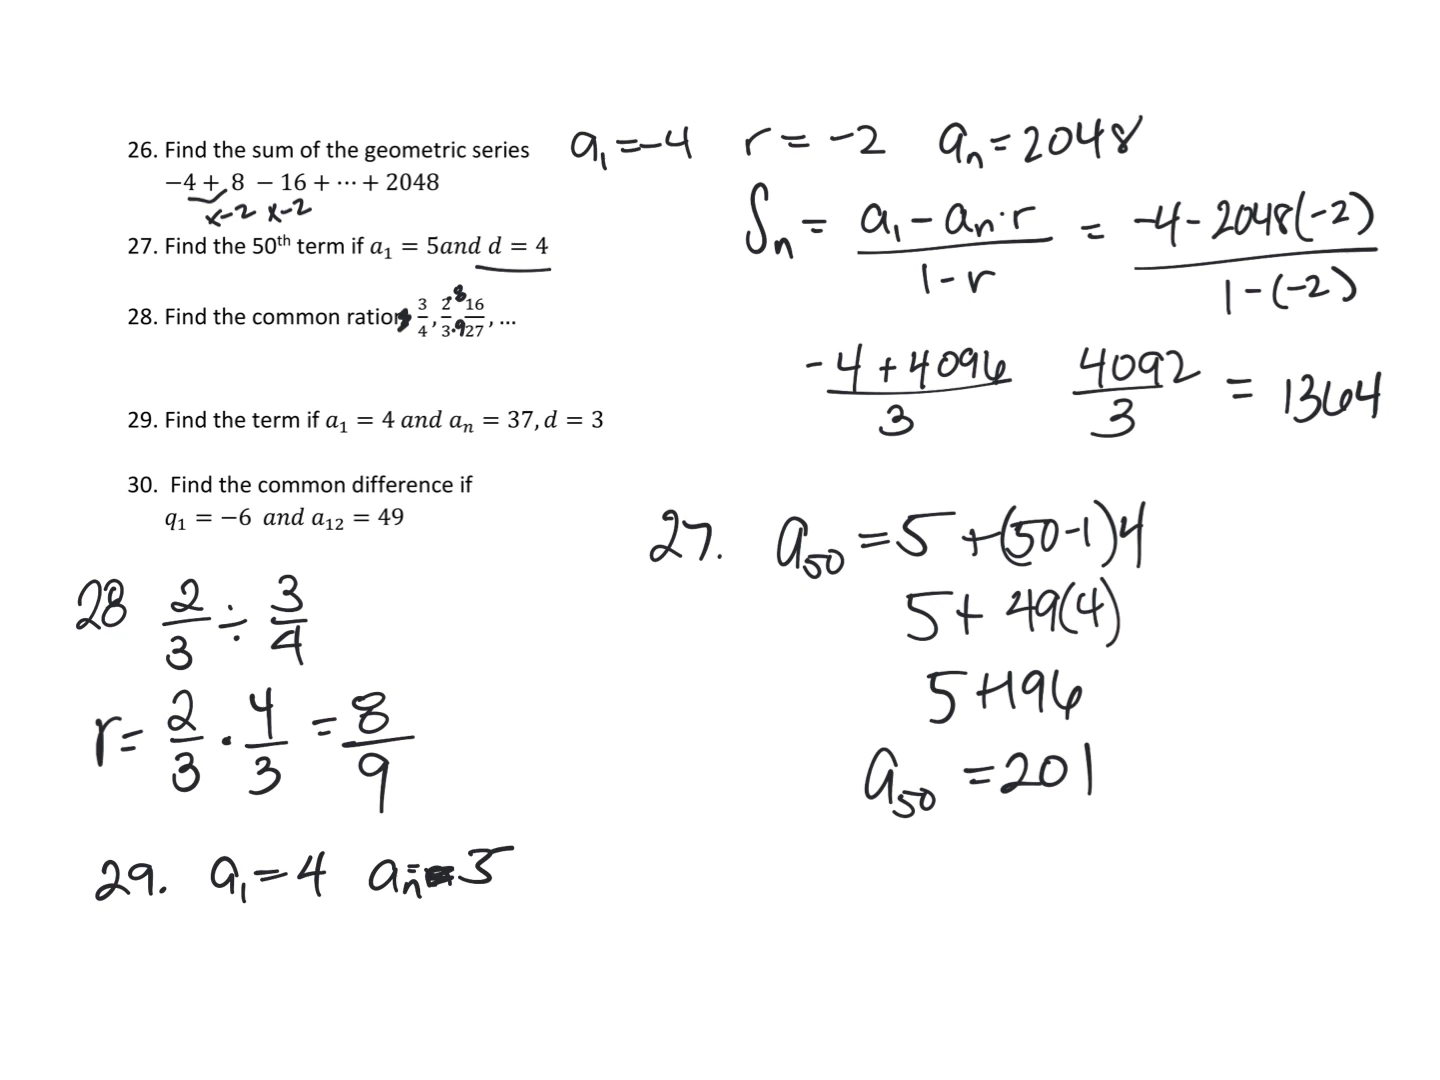 26. Find the sum of the geometric series
−4 + 8 − 16 + ⋯ + 2048
x-2 x-2
a₁ = -4 r = -2 aₙ = 2048
Sₙ = (a₁ - aₙ·r)/(1 - r) = (-4 - 2048(-2))/(1 - (-2))
(-4 + 4096)/3 4092/3 = 1364
27. Find the 50th term if a₁ = 5and d = 4
28. Find the common ration 3/4, 2/3, 16/27, ...
8
·9
29. Find the term if a₁ = 4 and aₙ = 37, d = 3
30. Find the common difference if
q₁ = −6 and a₁₂ = 49
27. a₅₀ = 5 + (50-1)4
5 + 49(4)
5+196
a₅₀ = 201
28 2/3 ÷ 3/4
r = 2/3 · 4/3 = 8/9
29. a₁ = 4 aₙ = 3